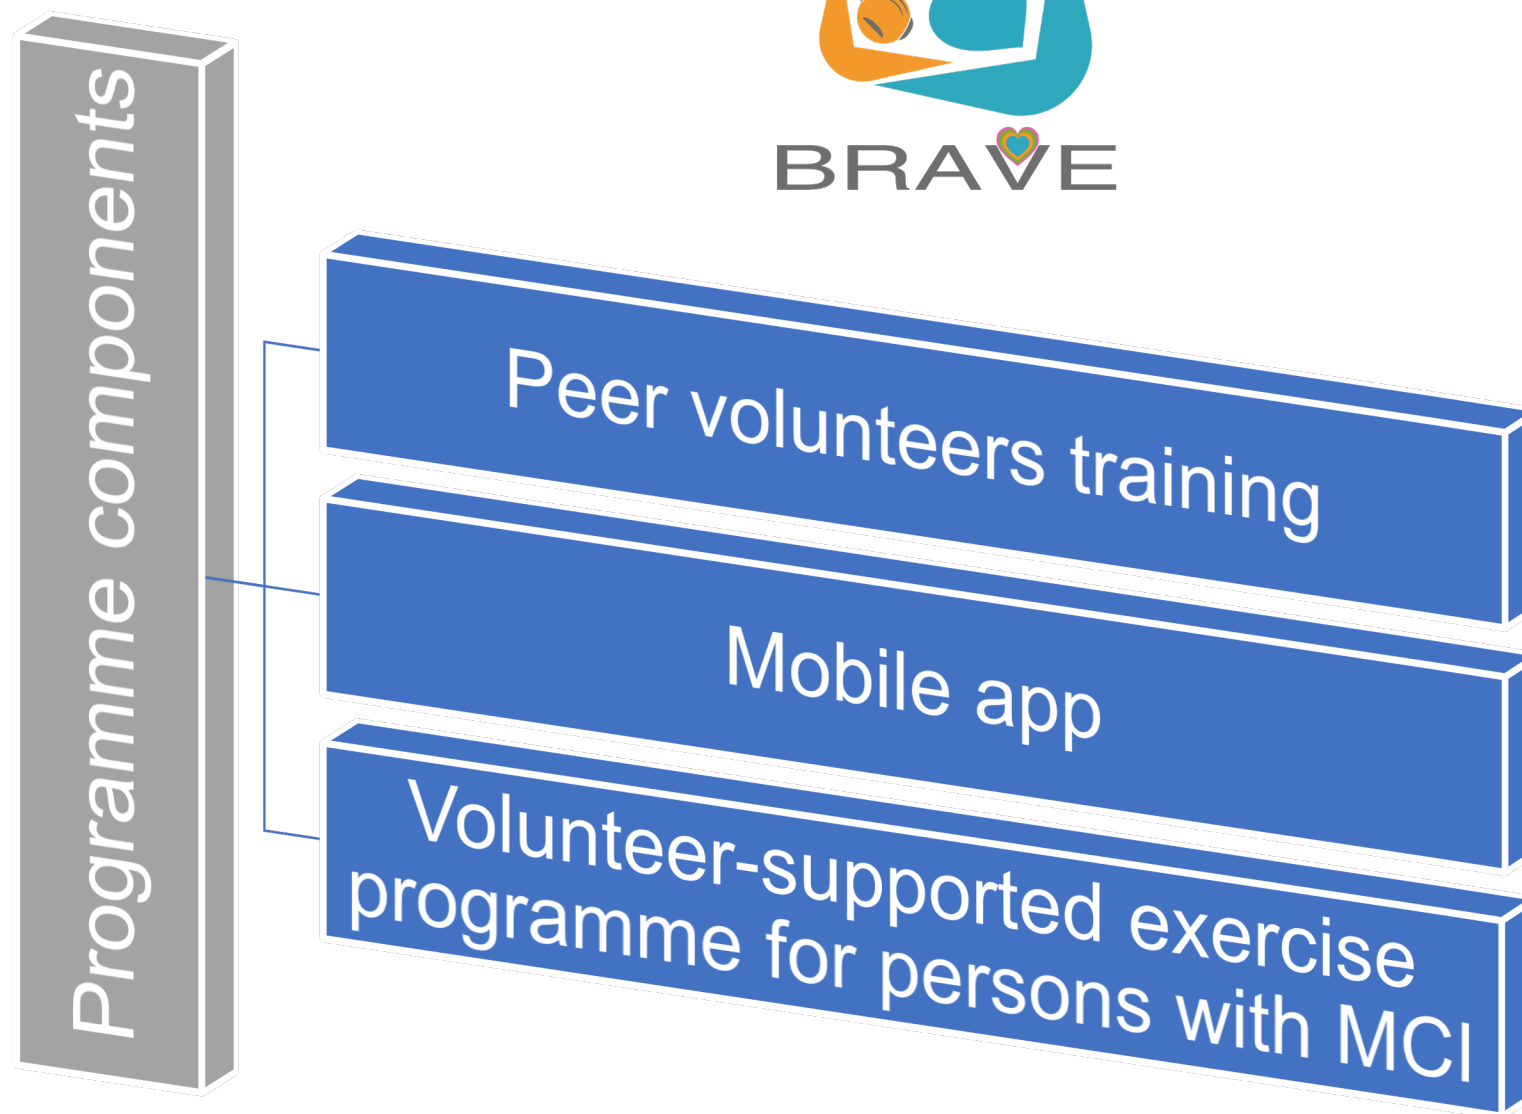 BRAVE
Programme components
Peer volunteers training
Mobile app
Volunteer-supported exercise
programme for persons with MCI